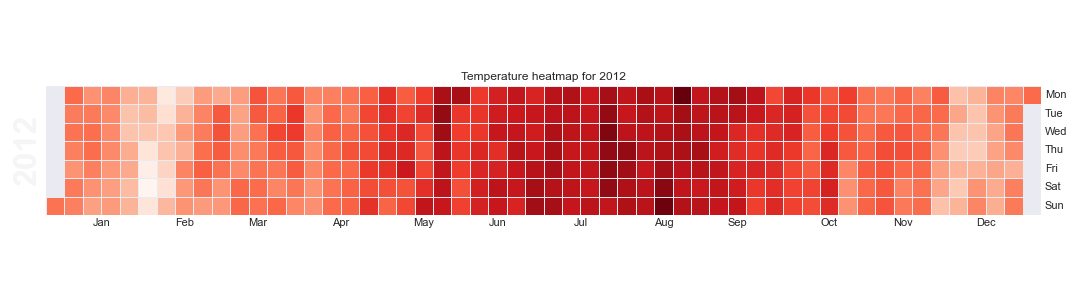 Temperature heatmap for 2012
2012
Mon
Tue
Wed
Thu
Fri
Sat
Sun
Jan Feb Mar Apr May Jun Jul Aug Sep Oct Nov Dec